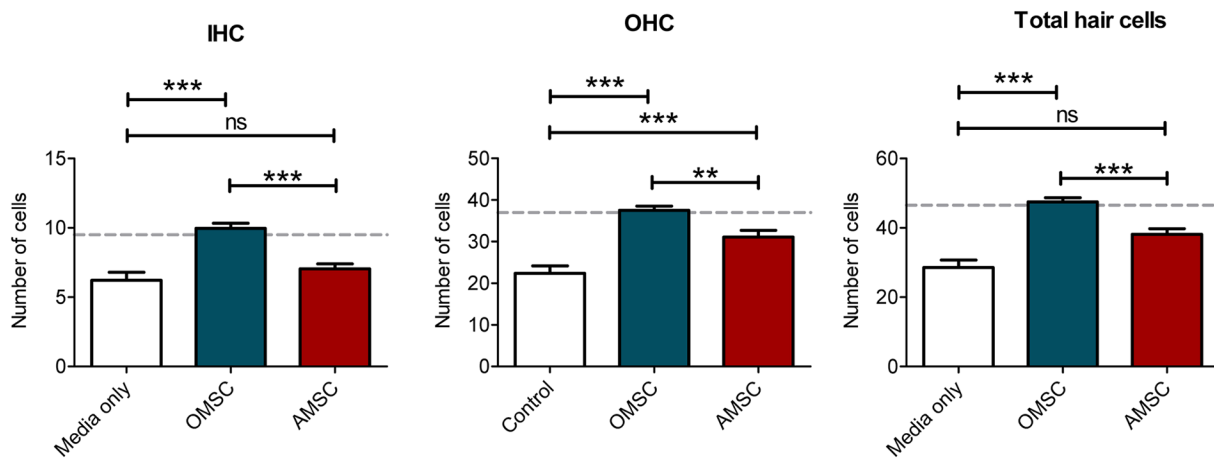 IHC
***
ns
***
15
10
5
0
Number of cells
Media only
OMSC
AMSC
OHC
***
***
**
50
40
30
20
10
0
Number of cells
Control
OMSC
AMSC
Total hair cells
***
ns
***
60
40
20
0
Number of cells
Media only
OMSC
AMSC